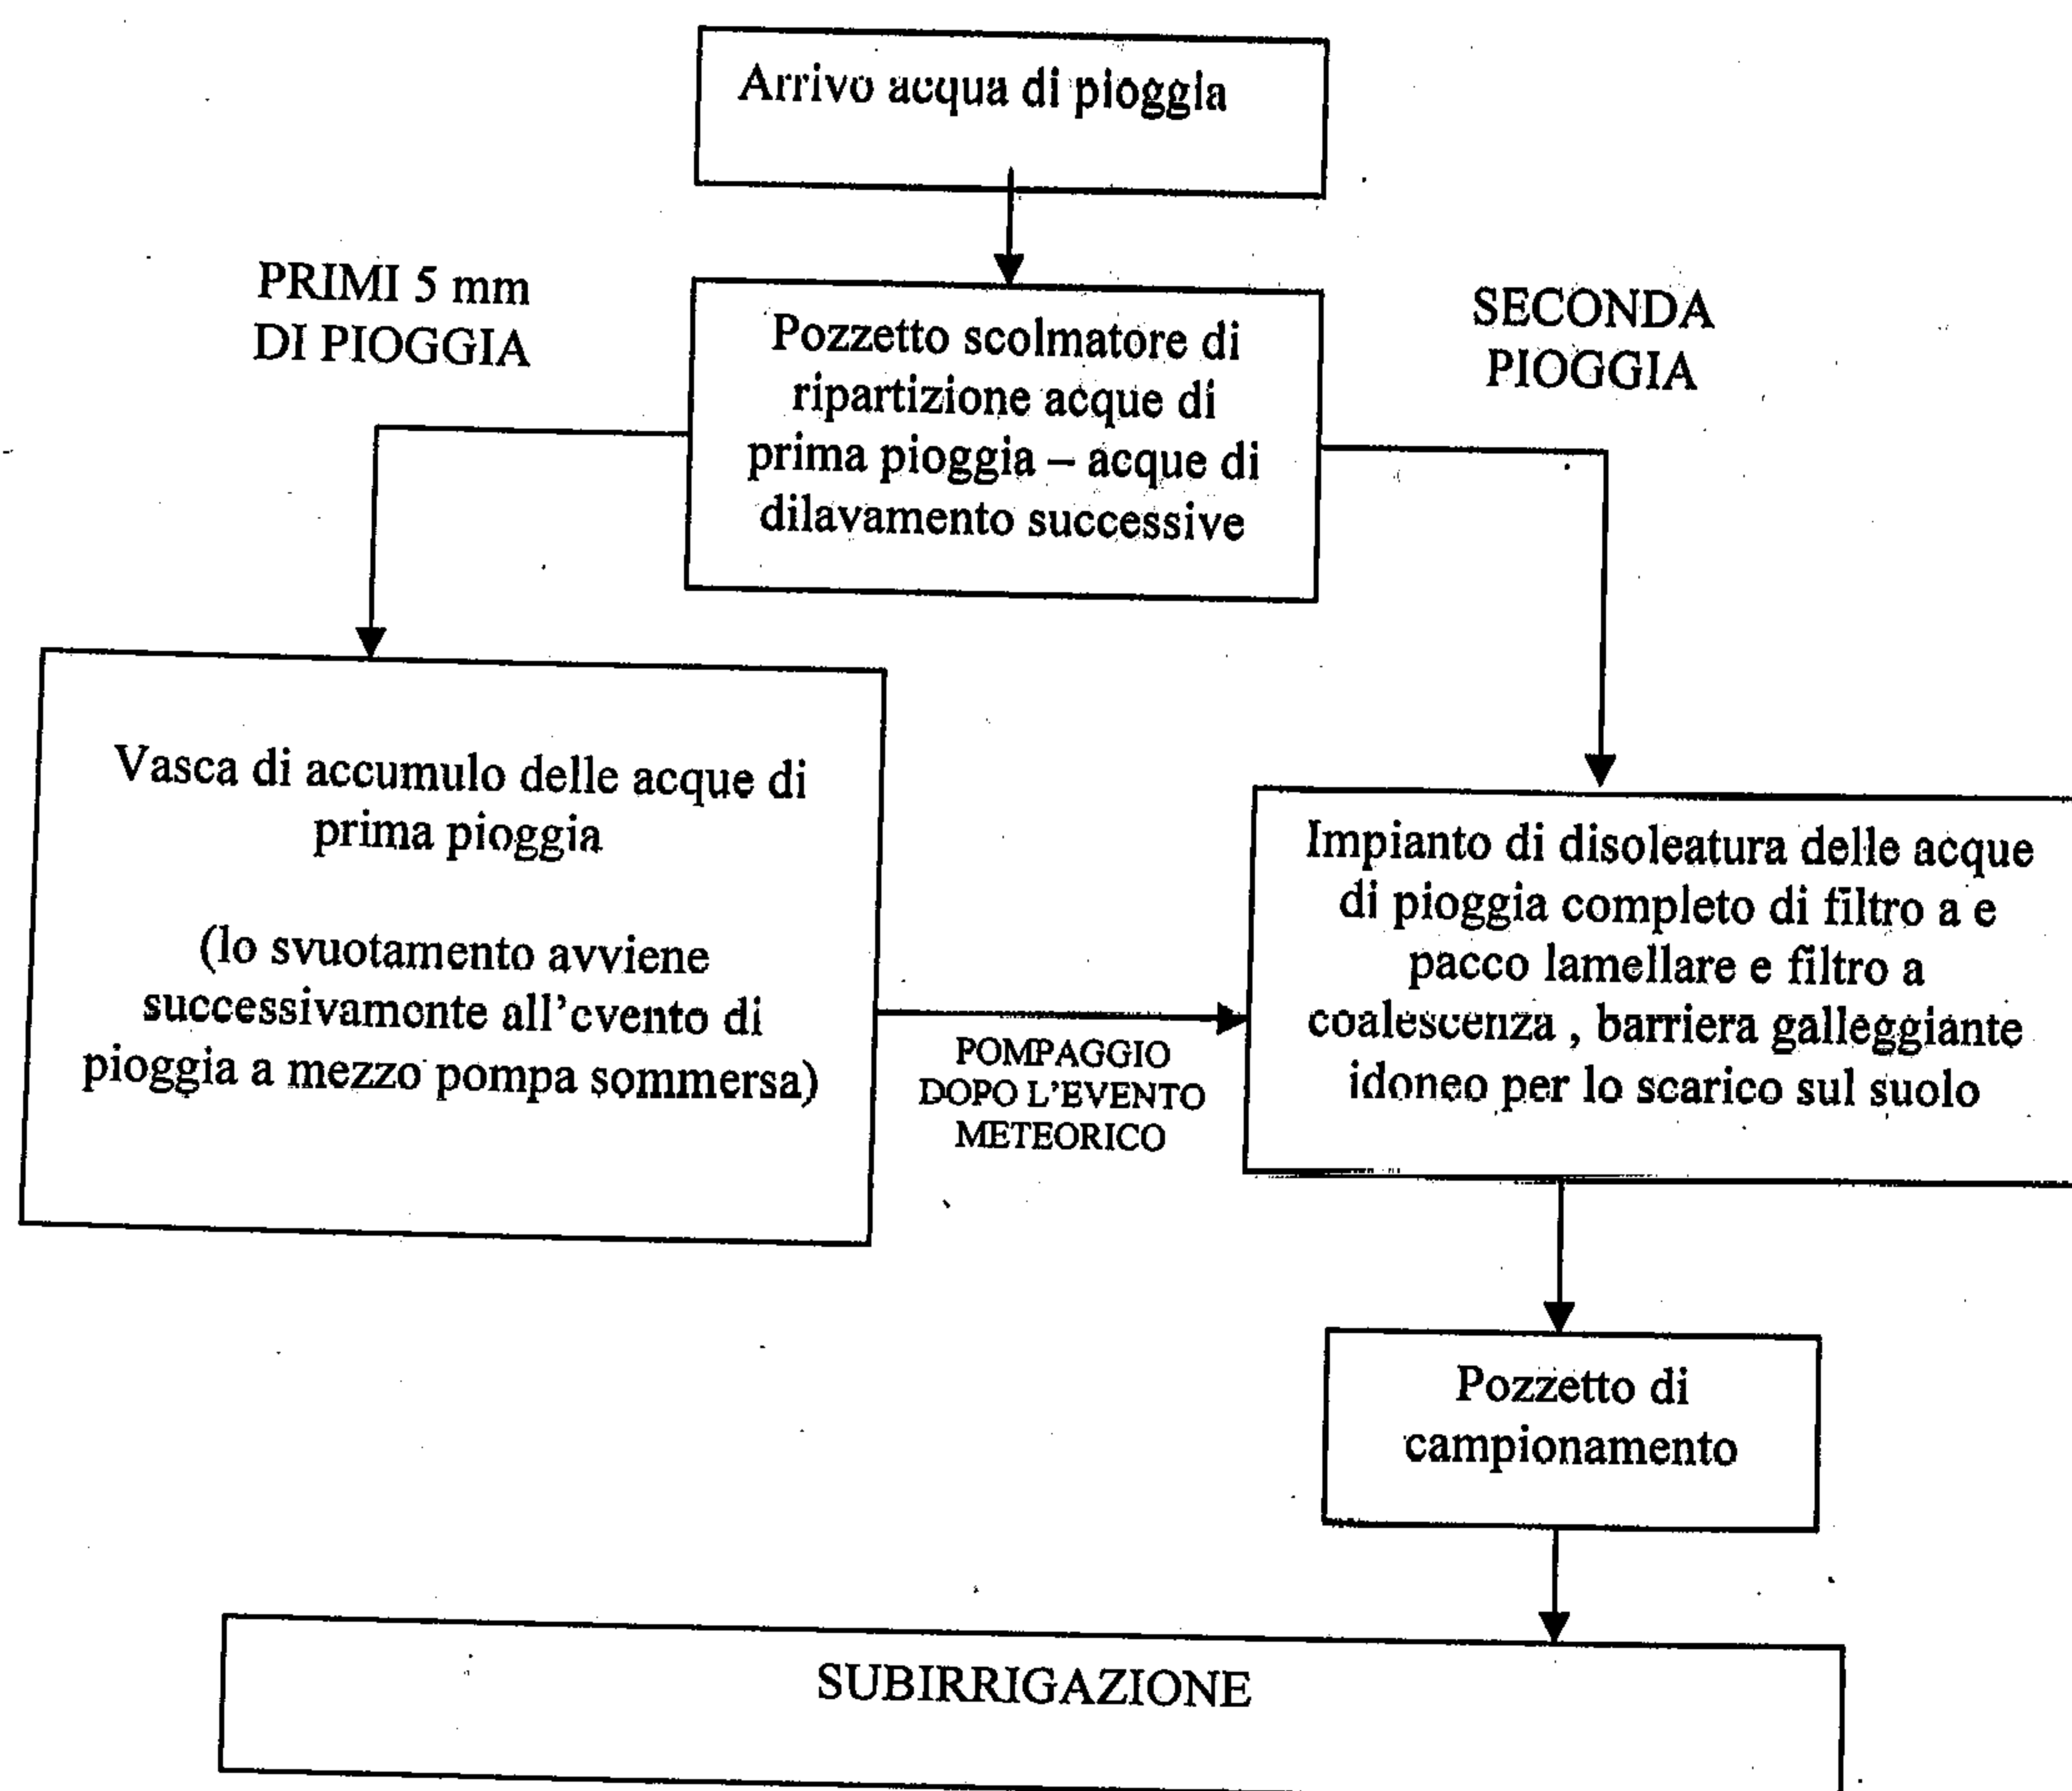 Arrivo acqua di pioggia
PRIMI 5 mm
DI PIOGGIA
Pozzetto scolmatore di
ripartizione acque di
prima pioggia – acque di
dilavamento successive
SECONDA
PIOGGIA
Vasca di accumulo delle acque di
prima pioggia
(lo svuotamento avviene
successivamente all'evento di
pioggia a mezzo pompa sommersa)
POMPAGGIO
DOPO L'EVENTO
METEORICO
Impianto di disoleatura delle acque
di pioggia completo di filtro a e
pacco lamellare e filtro a
coalescenza , barriera galleggiante
idoneo per lo scarico sul suolo
Pozzetto di
campionamento
SUBIRRIGAZIONE